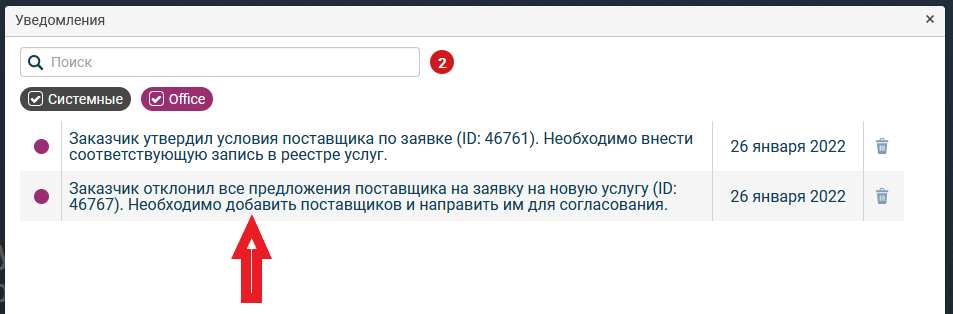 Уведомления
×
Поиск
2
Системные
Office
Заказчик утвердил условия поставщика по заявке (ID: 46761). Необходимо внести
соответствующую запись в реестре услуг.
26 января 2022
Заказчик отклонил все предложения поставщика на заявку на новую услугу (ID:
46767). Необходимо добавить поставщиков и направить им для согласования.
26 января 2022